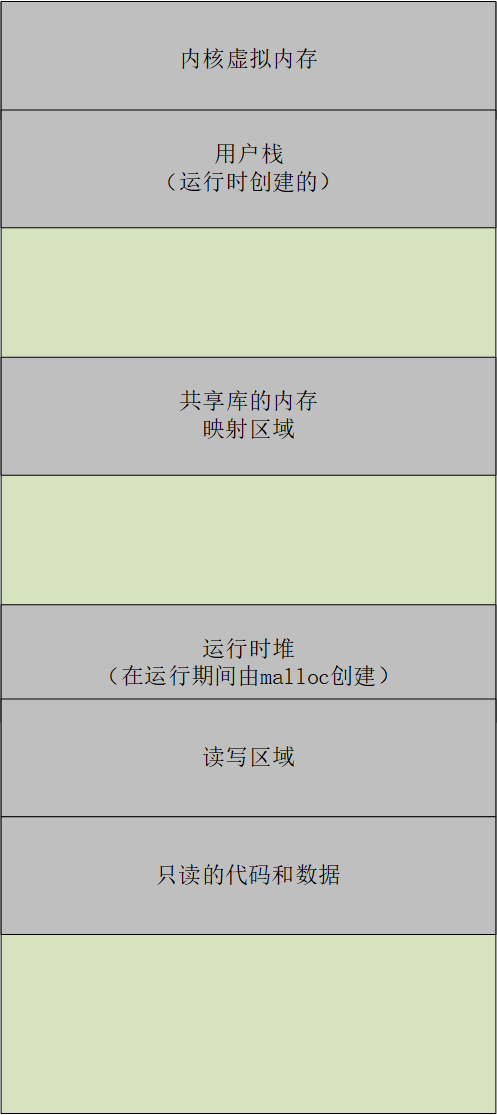 内核虚拟内存
用户栈
（运行时创建的）
共享库的内存
映射区域
运行时堆
（在运行期间由malloc创建）
读写区域
只读的代码和数据